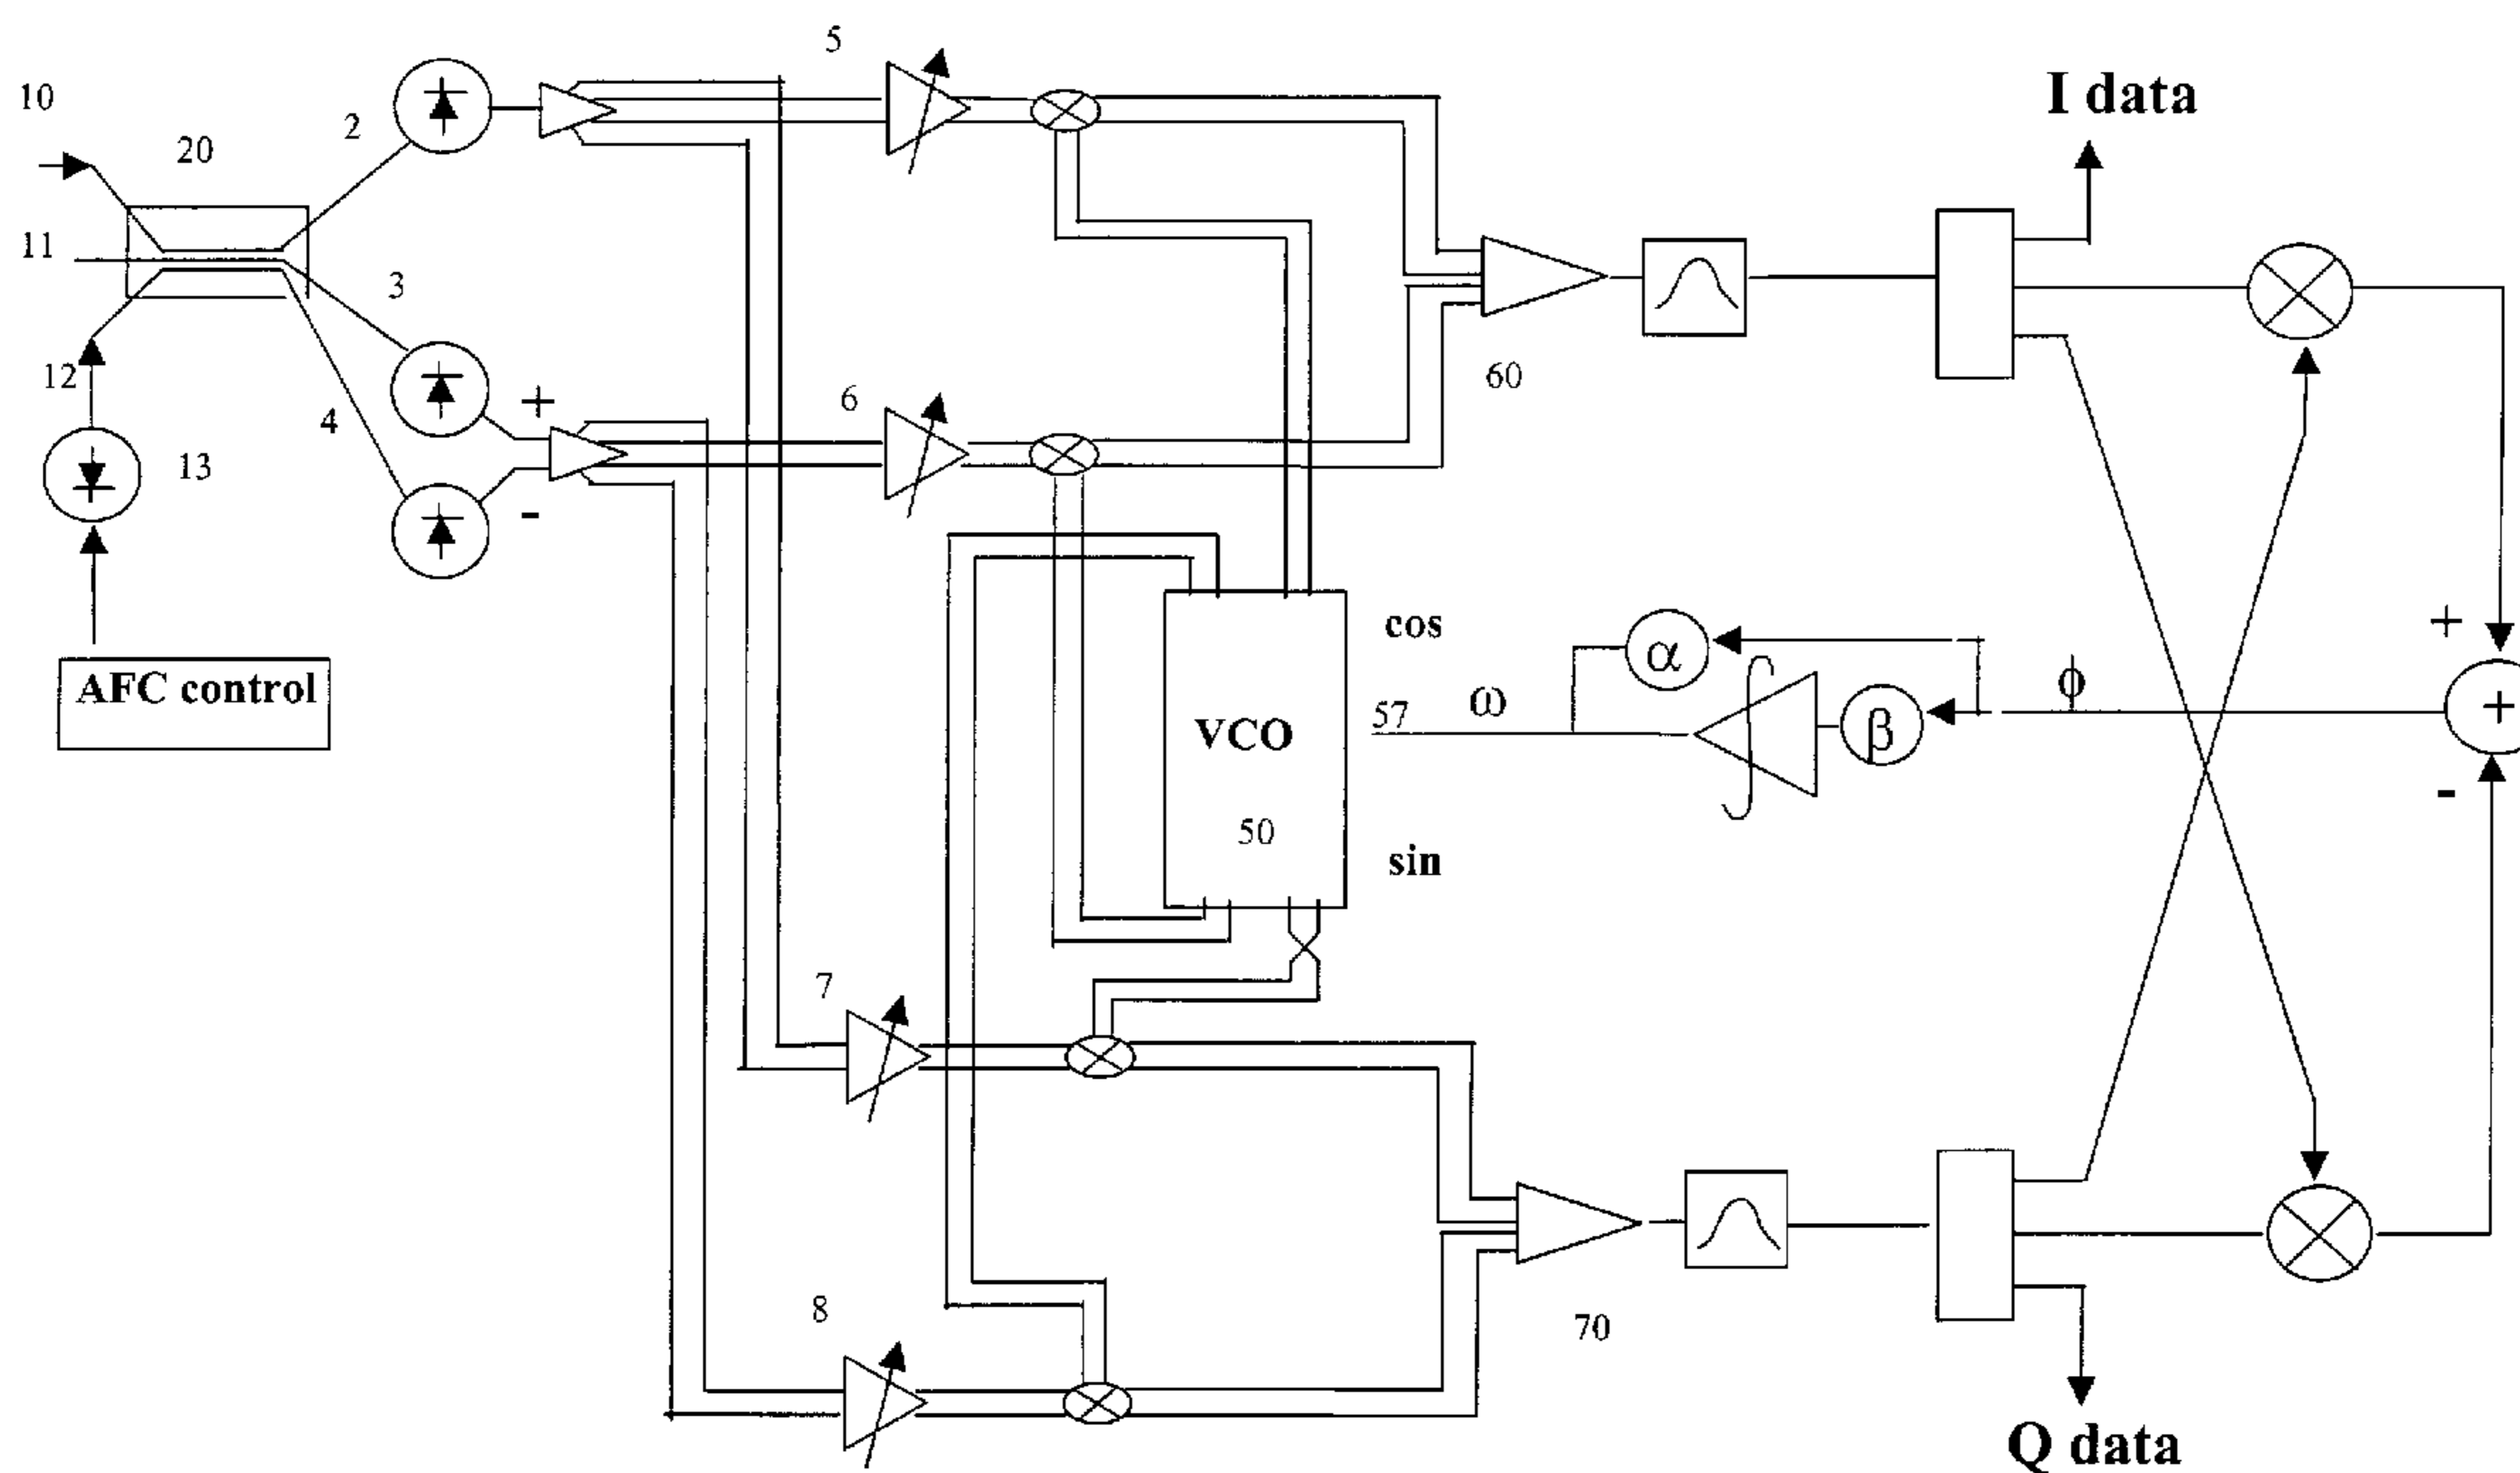 5
10
20
2
I data
11
3
60
12
4
+
6
13
-
AFC control
cos
α
+
VCO
57
ω
β
ϕ
+
50
sin
-
7
8
70
Q data